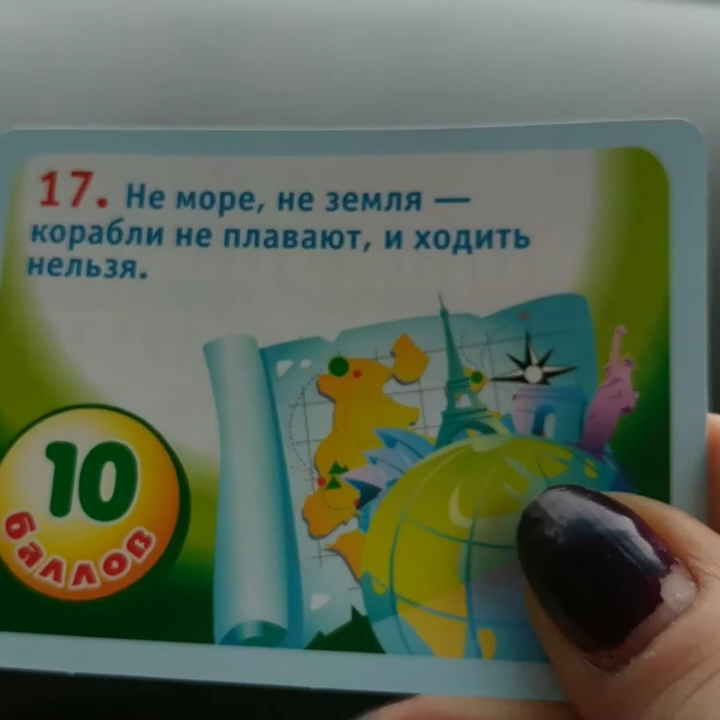 17. Не море, не земля —
корабли не плавают, и ходить
нельзя.
10
баллов